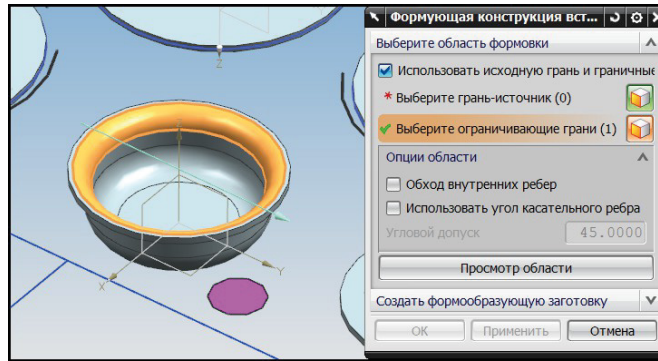 Формующая конструкция вст...
Выберите область формовки
Использовать исходную грань и граничные
* Выберите грань-источник (0)
Выберите ограничивающие грани (1)
Опции области
Обход внутренних ребер
Использовать угол касательного ребра
Угловой допуск 45.0000
Просмотр области
Создать формообразующую заготовку
ОК Применить Отмена
Z
Z
X Y